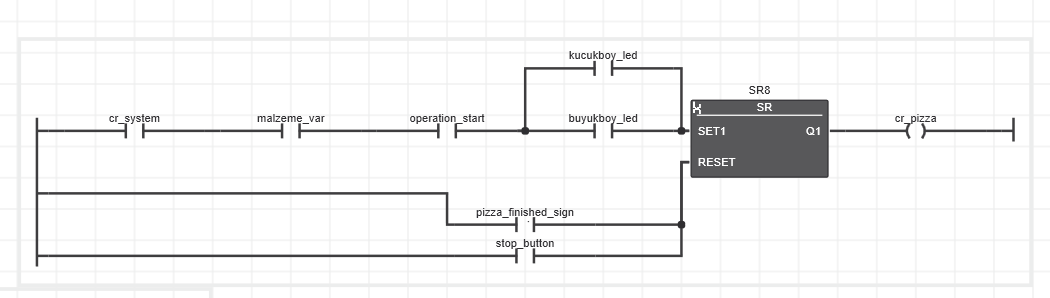 kucukboy_led
SR8
cr_system malzeme_var operation_start buyukboy_led SR cr_pizza
SET1 Q1
RESET
pizza_finished_sign
stop_button